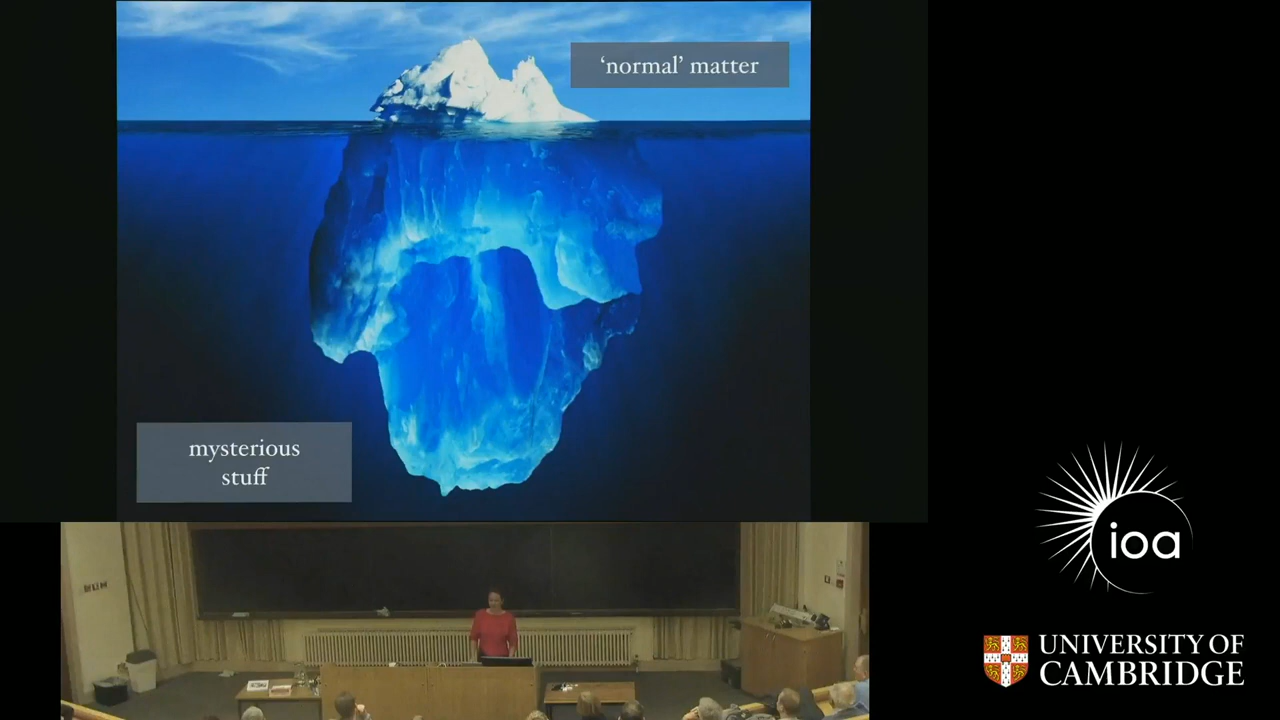 ‘normal’ matter
mysterious
stuff
ioa
UNIVERSITY OF
CAMBRIDGE